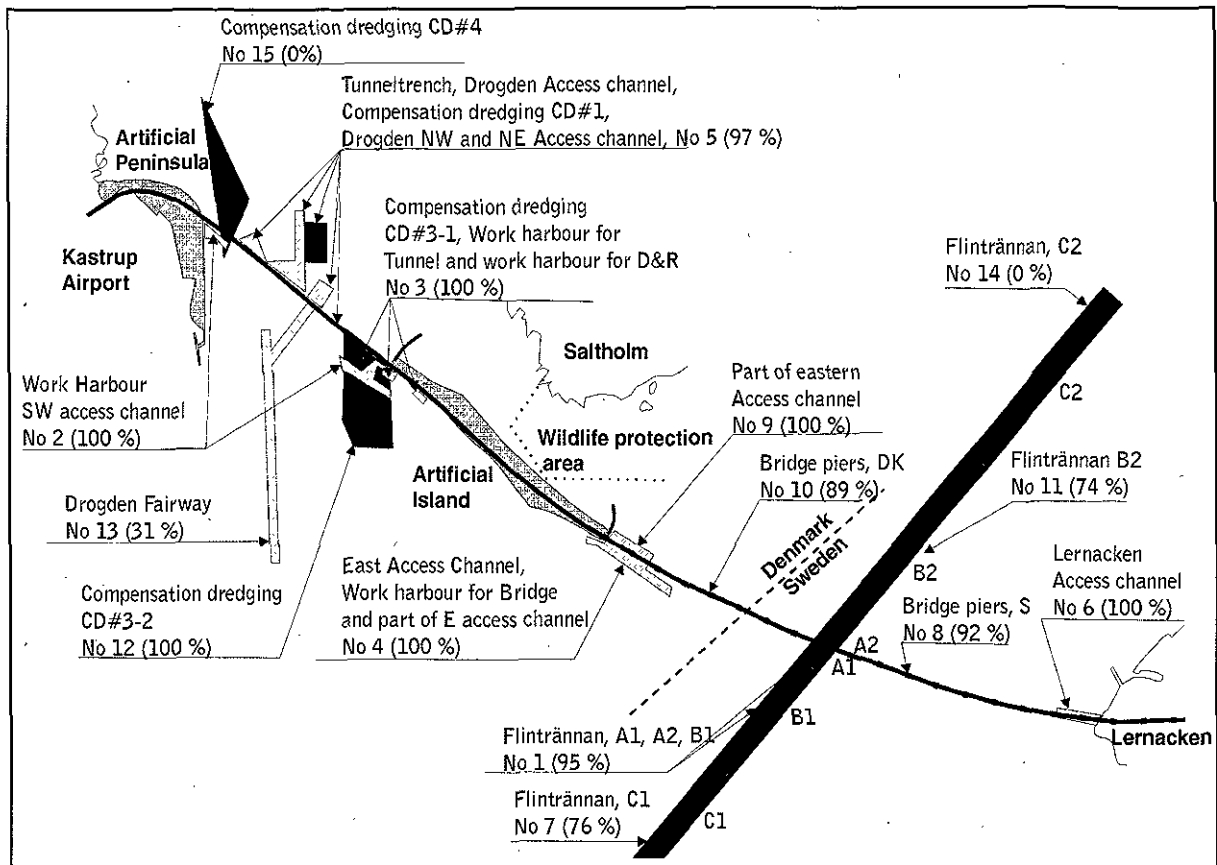 Compensation dredging CD#4
No 15 (0%)
Tunneltrench, Drogden Access channel,
Compensation dredging CD#1,
Drogden NW and NE Access channel, No 5 (97 %)
Artificial
Peninsula
Compensation dredging
CD#3-1, Work harbour for
Tunnel and work harbour for D&R
No 3 (100 %)
Kastrup
Airport
Flintrännan, C2
No 14 (0 %)
Saltholm
Work Harbour
SW access channel
No 2 (100 %)
Part of eastern
Access channel
No 9 (100 %)
C2
Wildlife protection
area
Artificial
Island
Bridge piers, DK
No 10 (89 %)
Flintrännan B2
No 11 (74 %)
Drogden Fairway
No 13 (31 %)
Denmark
Sweden
East Access Channel,
Work harbour for Bridge
and part of E access channel
No 4 (100 %)
B2
Lernacken
Access channel
No 6 (100 %)
Compensation dredging
CD#3-2
No 12 (100 %)
Bridge piers, S
No 8 (92 %)
A2
A1
B1
Flintrännan, A1, A2, B1
No 1 (95 %)
Lernacken
Flintrännan, C1
No 7 (76 %)
C1